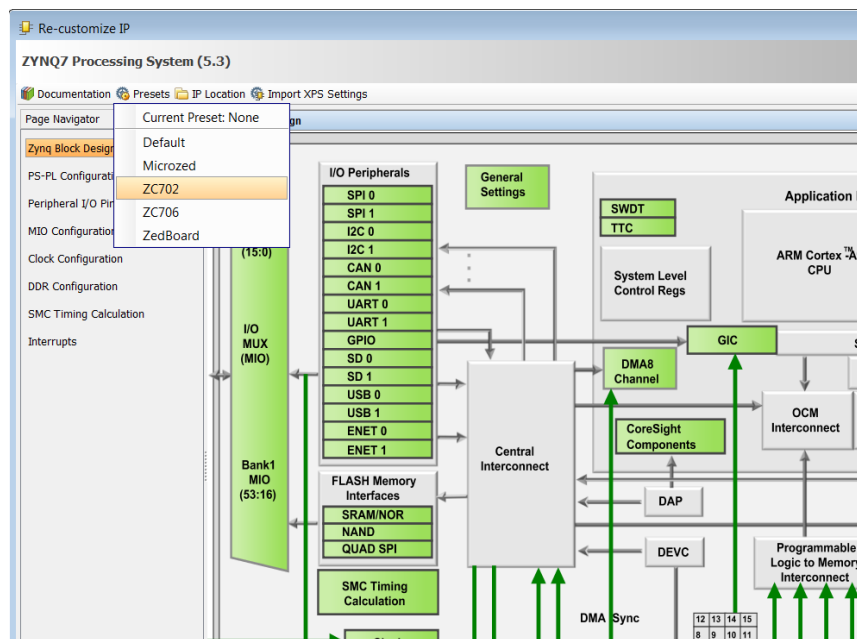 Re-customize IP
ZYNQ7 Processing System (5.3)
Documentation Presets IP Location Import XPS Settings
Page Navigator
Current Preset: None
Default
Microzed
ZC702
ZC706
ZedBoard
Zynq Block Design
PS-PL Configurati
Peripheral I/O Pin
MIO Configuration
Clock Configuration
DDR Configuration
SMC Timing Calculation
Interrupts
gn
(15:0)
I/O
MUX
(MIO)
Bank1
MIO
(53:16)
I/O Peripherals
SPI 0
SPI 1
I2C 0
I2C 1
CAN 0
CAN 1
UART 0
UART 1
GPIO
SD 0
SD 1
USB 0
USB 1
ENET 0
ENET 1
FLASH Memory
Interfaces
SRAM/NOR
NAND
QUAD SPI
SMC Timing
Calculation
General
Settings
Central
Interconnect
SWDT
TTC
System Level
Control Regs
Application
ARM Cortex™-A
CPU
GIC
DMA8
Channel
CoreSight
Components
OCM
Interconnect
DAP
DEVC
Programmable
Logic to Memory
Interconnect
DMA Sync
12 13 14 15
8 9 10 11